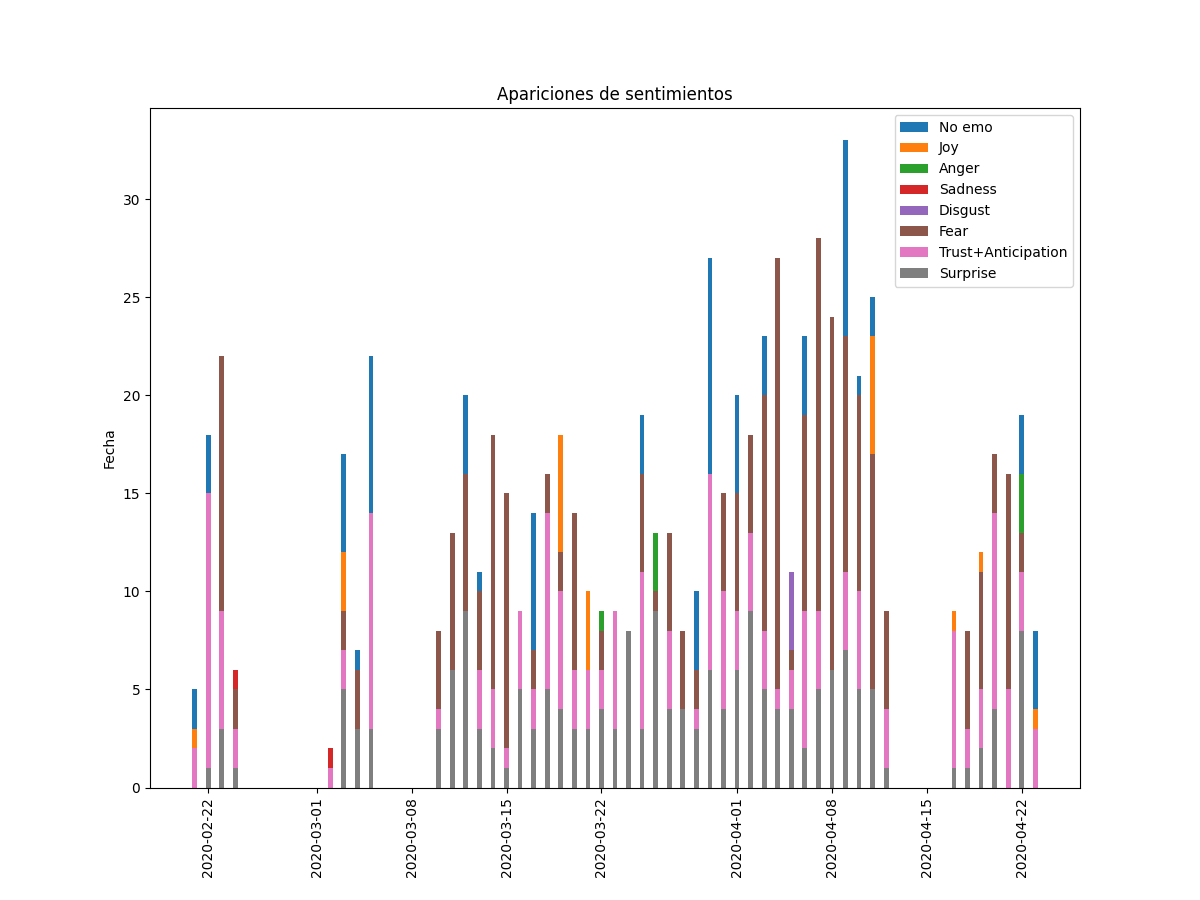 Apariciones de sentimientos
No emo
Joy
Anger
Sadness
Disgust
Fear
Trust+Anticipation
Surprise
Fecha
30
25
20
15
10
5
0
2020-02-22
2020-03-01
2020-03-08
2020-03-15
2020-03-22
2020-04-01
2020-04-08
2020-04-15
2020-04-22